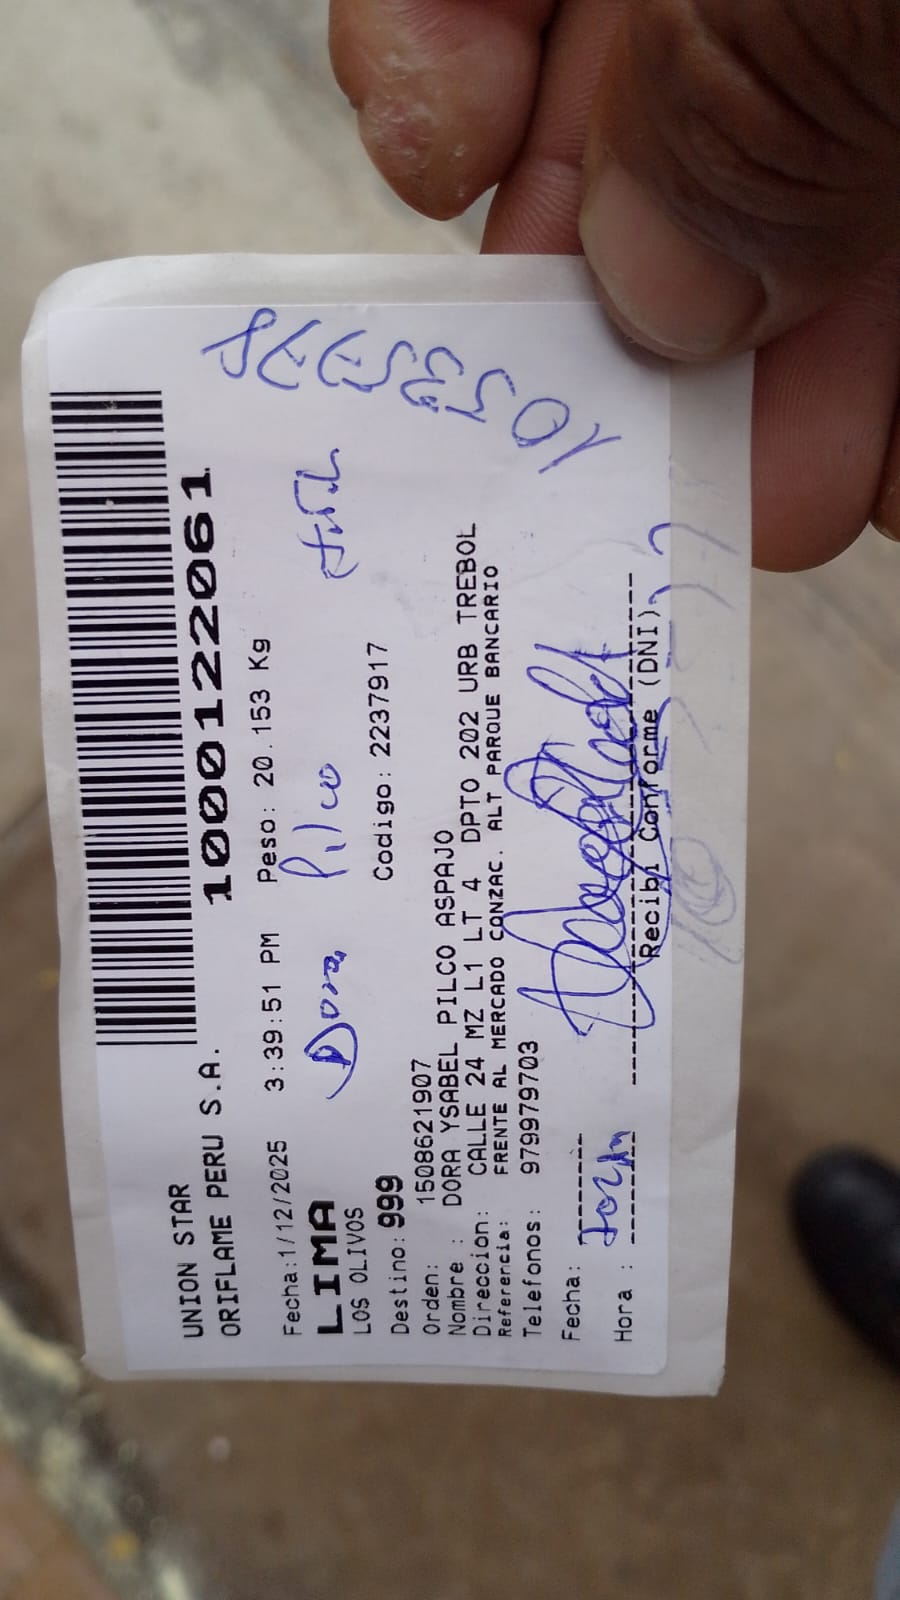 UNION STAR
ORIFLAME PERU S.A. 1000122061
Fecha:1/12/2025 3:39:51 PM Peso: 20.153 Kg
LIMA Dora Pilco
LOS OLIVOS
Destino: 999 Codigo: 2237917
Orden: 1508621907
Nombre : DORA YSABEL PILCO ASPAJO
Direccion: CALLE 24 MZ L1 LT 4 DPTO 202 URB TREBOL
Referencia: FRENTE AL MERCADO CONZAC. ALT PARQUE BANCARIO
Telefonos: 979979703
Fecha:
Hora :
Recibi Conforme (DNI)